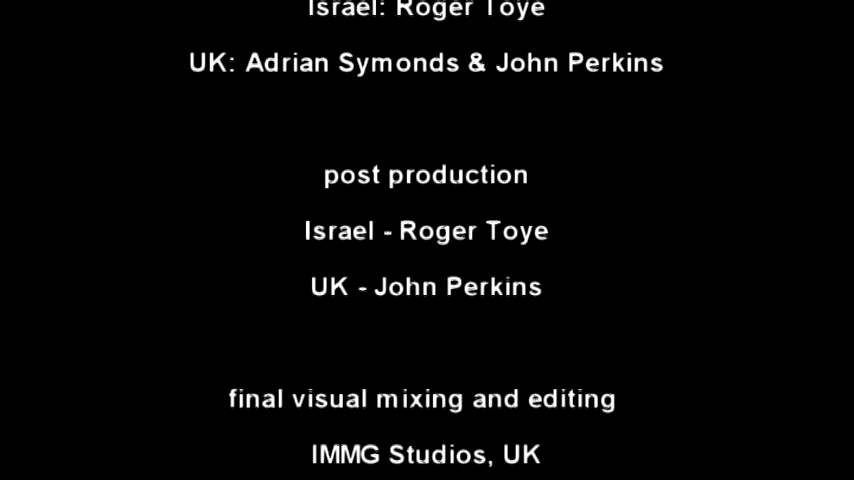 Israel: Roger Toye
UK: Adrian Symonds & John Perkins
post production
Israel - Roger Toye
UK - John Perkins
final visual mixing and editing
IMMG Studios, UK